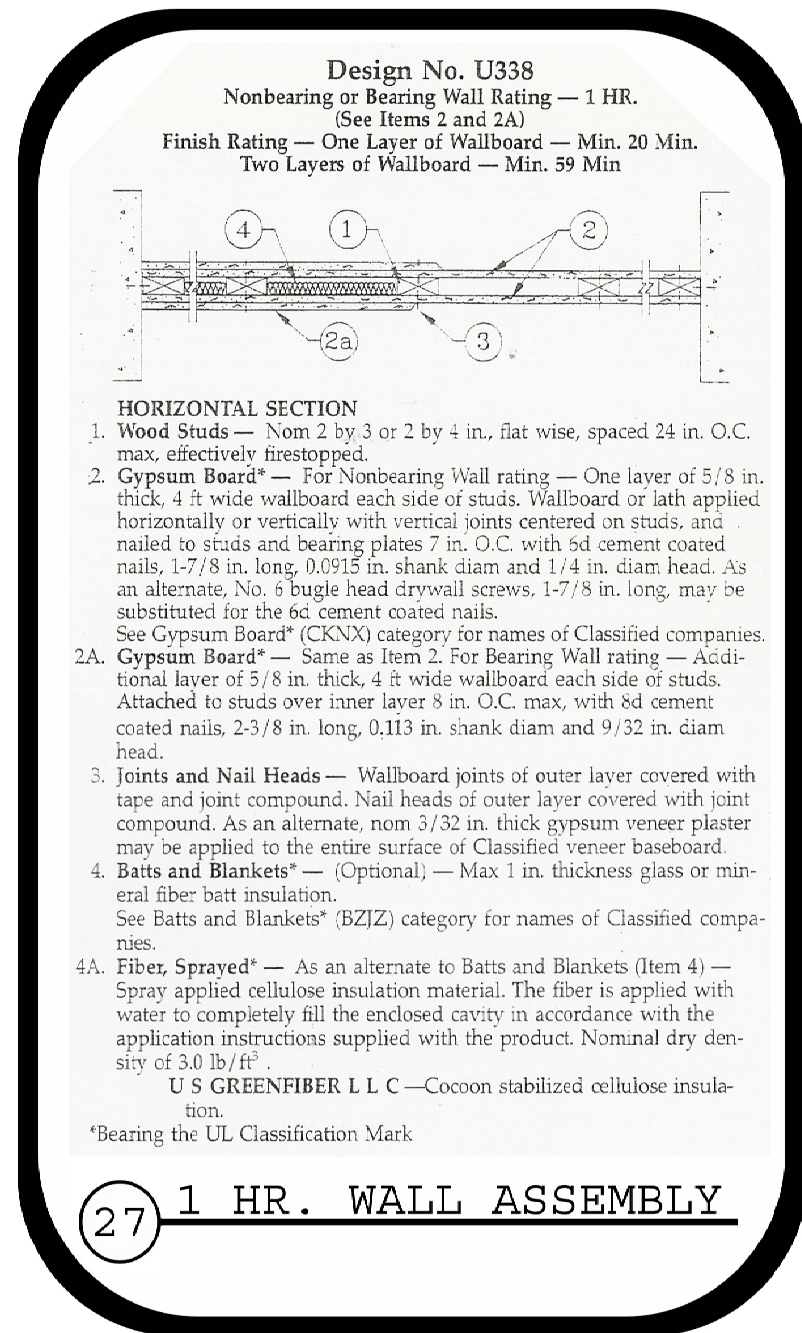 Design No. U338
Nonbearing or Bearing Wall Rating — 1 HR.
(See Items 2 and 2A)
Finish Rating — One Layer of Wallboard — Min. 20 Min.
Two Layers of Wallboard — Min. 59 Min
4 1 2
2a 3
HORIZONTAL SECTION
1. Wood Studs — Nom 2 by 3 or 2 by 4 in., flat wise, spaced 24 in. O.C.
max, effectively firestopped.
2. Gypsum Board* — For Nonbearing Wall rating — One layer of 5/8 in.
thick, 4 ft wide wallboard each side of studs. Wallboard or lath applied
horizontally or vertically with vertical joints centered on studs, and
nailed to studs and bearing plates 7 in. O.C. with 6d cement coated
nails, 1-7/8 in. long, 0.0915 in. shank diam and 1/4 in. diam head. As
an alternate, No. 6 bugle head drywall screws, 1-7/8 in. long, may be
substituted for the 6d cement coated nails.
See Gypsum Board* (CKNX) category for names of Classified companies.
2A. Gypsum Board* — Same as Item 2. For Bearing Wall rating — Addi-
tional layer of 5/8 in. thick, 4 ft wide wallboard each side of studs.
Attached to studs over inner layer 8 in. O.C. max, with 8d cement
coated nails, 2-3/8 in. long, 0.113 in. shank diam and 9/32 in. diam
head.
3. Joints and Nail Heads — Wallboard joints of outer layer covered with
tape and joint compound. Nail heads of outer layer covered with joint
compound. As an alternate, nom 3/32 in. thick gypsum veneer plaster
may be applied to the entire surface of Classified veneer baseboard.
4. Batts and Blankets* — (Optional) — Max 1 in. thickness glass or min-
eral fiber batt insulation.
See Batts and Blankets* (BZJZ) category for names of Classified compa-
nies.
4A. Fiber, Sprayed* — As an alternate to Batts and Blankets (Item 4) —
Spray applied cellulose insulation material. The fiber is applied with
water to completely fill the enclosed cavity in accordance with the
application instructions supplied with the product. Nominal dry den-
sity of 3.0 lb/ft³ .
U S GREENFIBER L L C —Cocoon stabilized cellulose insula-
tion.
*Bearing the UL Classification Mark
27 1 HR. WALL ASSEMBLY